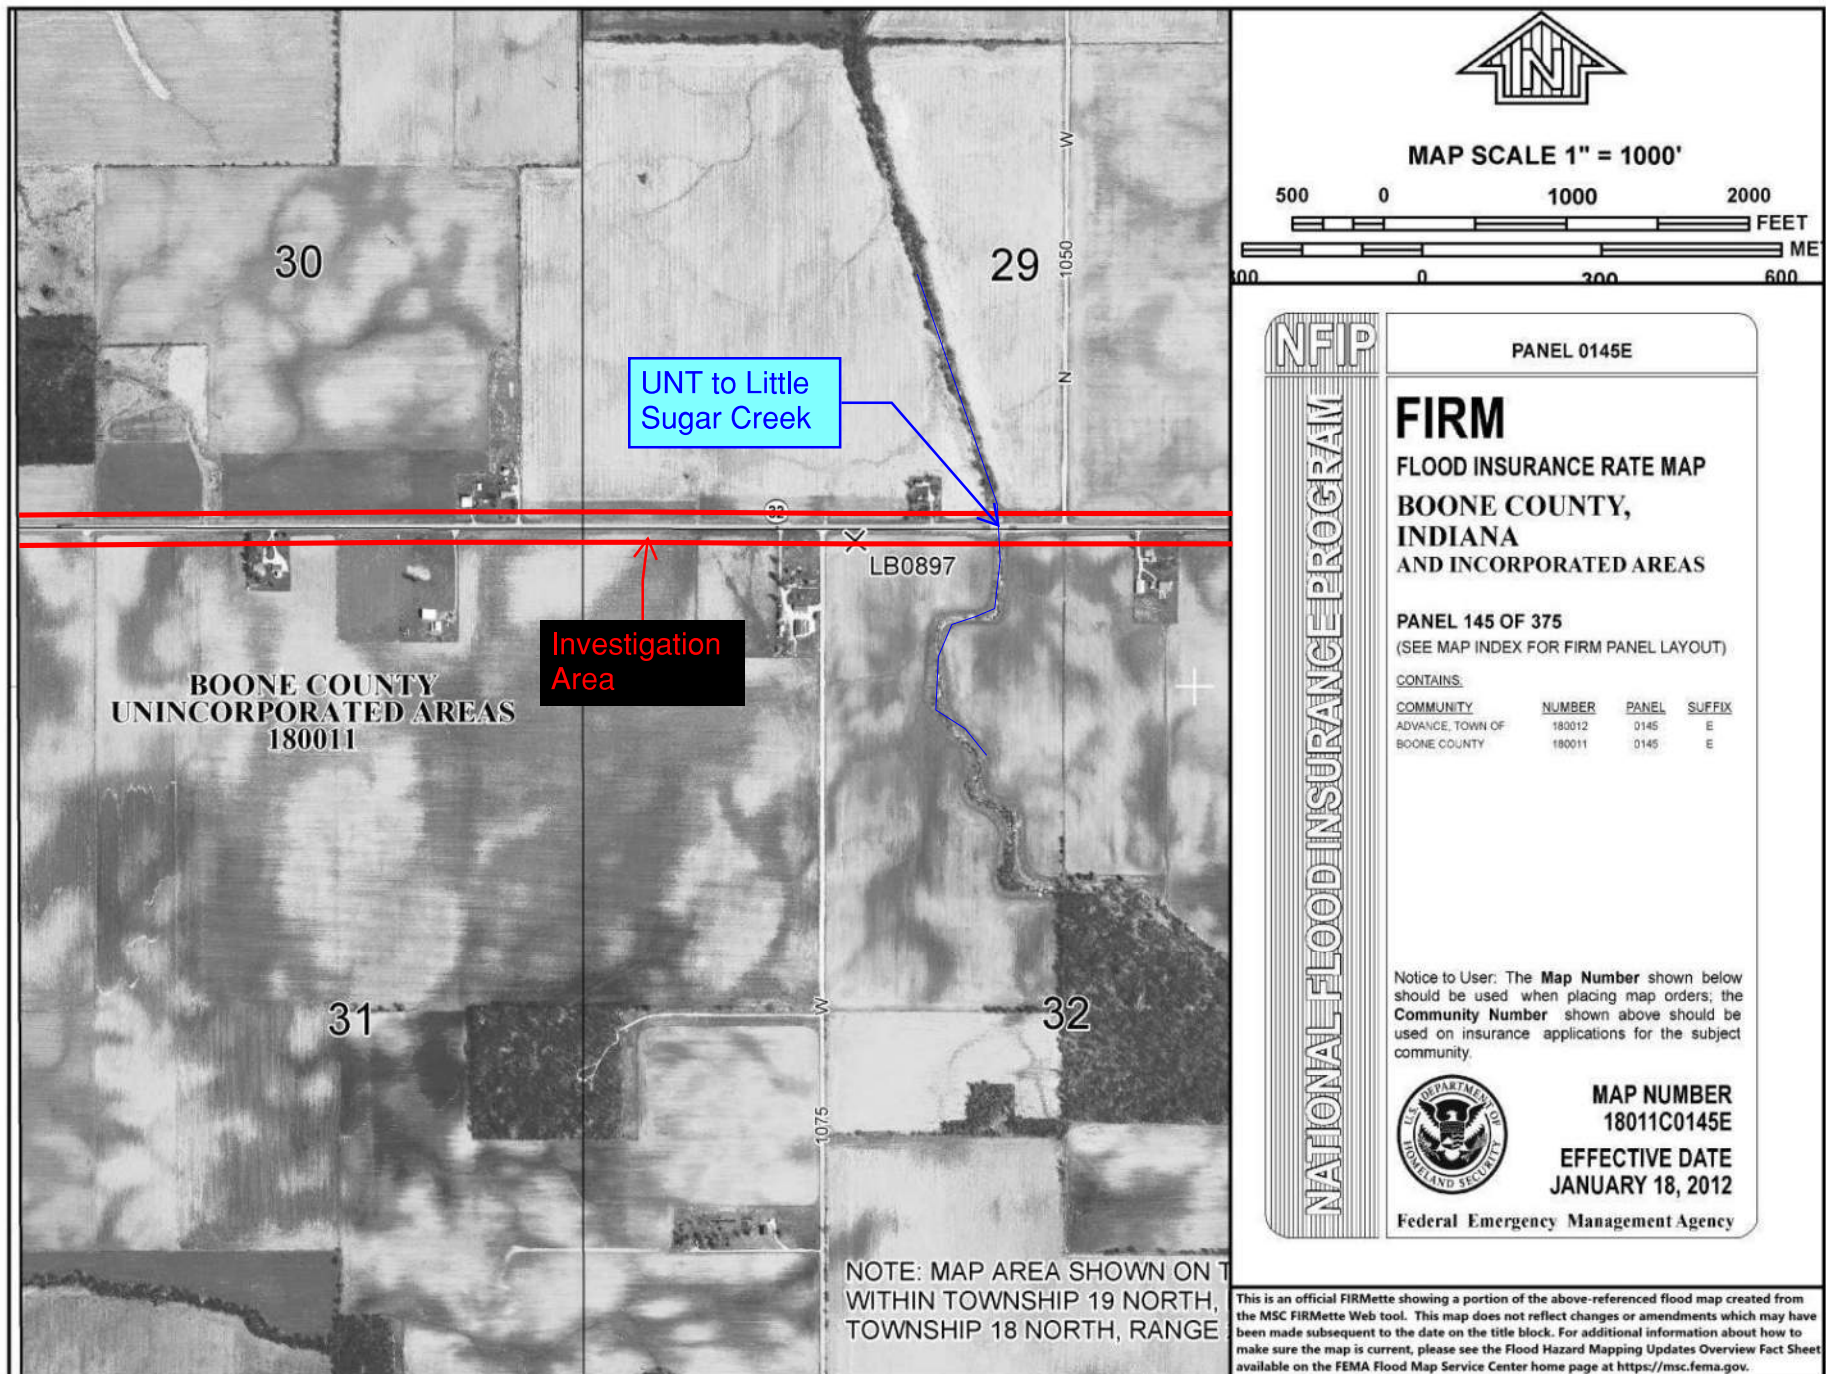 30
29
W
1050
N
UNT to Little
Sugar Creek
32
LB0897
Investigation
Area
BOONE COUNTY
UNINCORPORATED AREAS
180011
31
W
32
1075
NOTE: MAP AREA SHOWN ON T
WITHIN TOWNSHIP 19 NORTH,
TOWNSHIP 18 NORTH, RANGE
N
MAP SCALE 1" = 1000'
500 0 1000 2000
FEET
MET
300 0 300 600
NFIP
NATIONAL FLOOD INSURANCE PROGRAM
PANEL 0145E
FIRM
FLOOD INSURANCE RATE MAP
BOONE COUNTY,
INDIANA
AND INCORPORATED AREAS
PANEL 145 OF 375
(SEE MAP INDEX FOR FIRM PANEL LAYOUT)
CONTAINS:
COMMUNITY NUMBER PANEL SUFFIX
ADVANCE, TOWN OF 180012 0145 E
BOONE COUNTY 180011 0145 E
Notice to User: The Map Number shown below
should be used when placing map orders; the
Community Number shown above should be
used on insurance applications for the subject
community.
U.S. DEPARTMENT OF
HOMELAND SECURITY
MAP NUMBER
18011C0145E
EFFECTIVE DATE
JANUARY 18, 2012
Federal Emergency Management Agency
This is an official FIRMette showing a portion of the above-referenced flood map created from
the MSC FIRMette Web tool. This map does not reflect changes or amendments which may have
been made subsequent to the date on the title block. For additional information about how to
make sure the map is current, please see the Flood Hazard Mapping Updates Overview Fact Sheet
available on the FEMA Flood Map Service Center home page at https://msc.fema.gov.